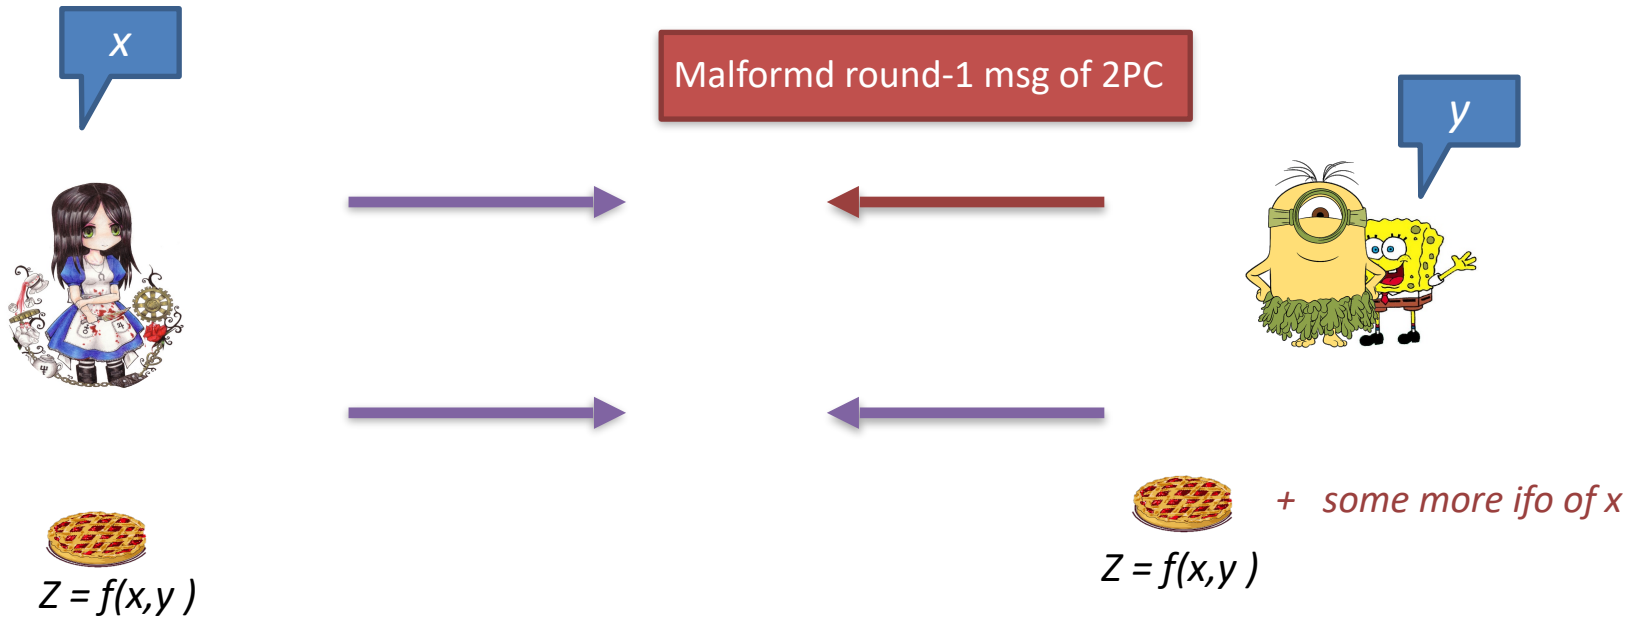 x
Malformd round-1 msg of 2PC
y
+ some more ifo of x
Z = f(x,y )
Z = f(x,y )